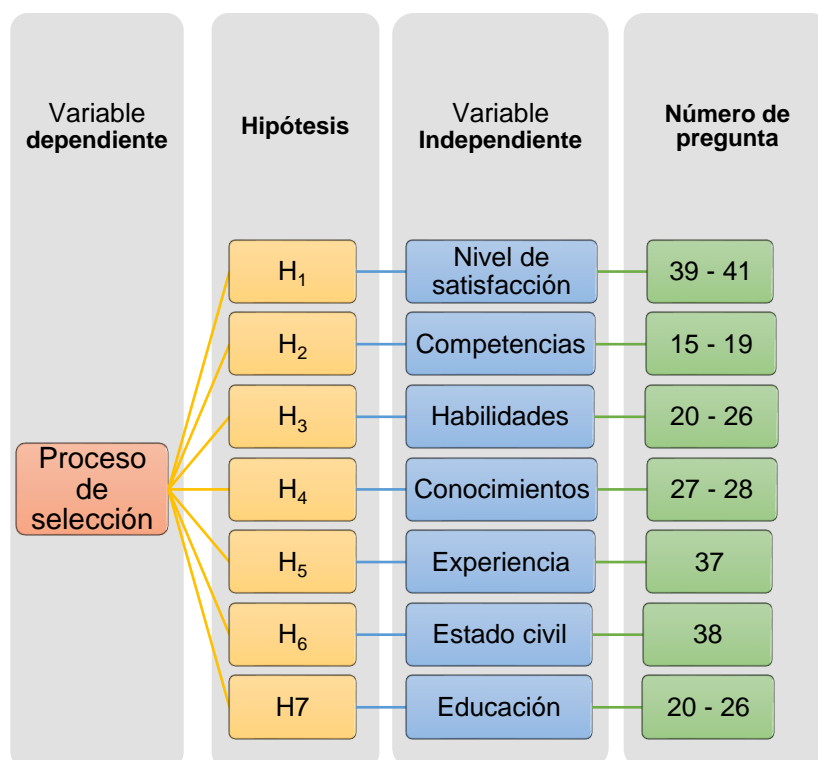 Variable
dependiente
Hipótesis
Variable
Independiente
Número de
pregunta
Proceso
de
selección
H₁
Nivel de
satisfacción
39 - 41
H₂
Competencias
15 - 19
H₃
Habilidades
20 - 26
H₄
Conocimientos
27 - 28
H₅
Experiencia
37
H₆
Estado civil
38
H7
Educación
20 - 26